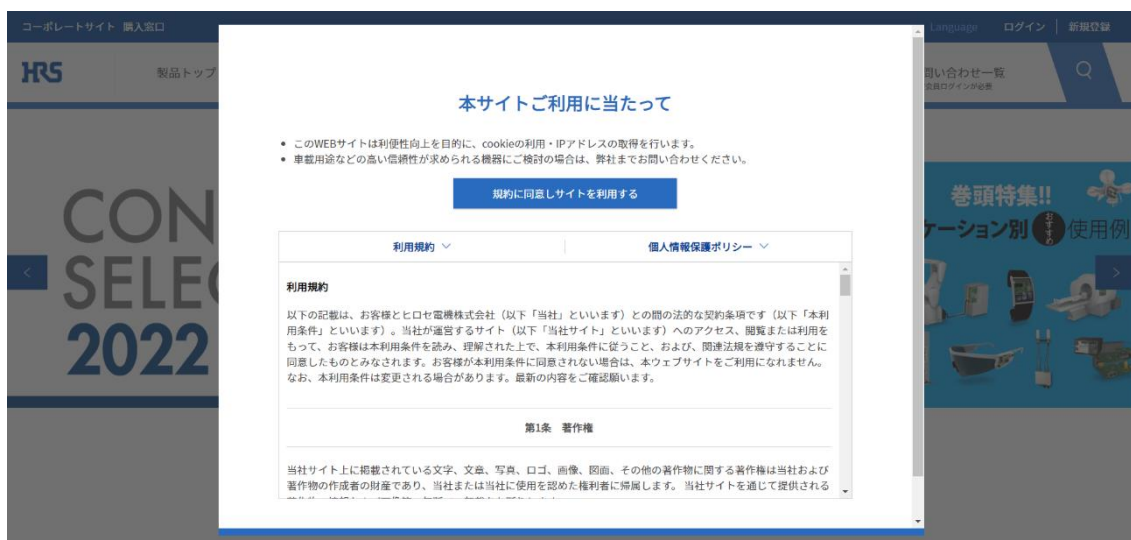 コーポレートサイト 購入窓口
Language ログイン 新規登録
HRS
製品トップ
問い合わせ一覧
会員ログインが必要
本サイトご利用に当たって
このWEBサイトは利便性向上を目的に、cookieの利用・IPアドレスの取得を行います。
車載用途などの高い信頼性が求められる機器にご検討の場合は、弊社までお問い合わせください。
規約に同意しサイトを利用する
利用規約
個人情報保護ポリシー
利用規約
以下の記載は、お客様とヒロセ電機株式会社（以下「当社」といいます）との間の法的な契約条項です（以下「本利
用条件」といいます）。当社が運営するサイト（以下「当社サイト」といいます）へのアクセス、閲覧または利用を
もって、お客様は本利用条件を読み、理解された上で、本利用条件に従うこと、および、関連法規を遵守することに
同意したものとみなされます。お客様が本利用条件に同意されない場合は、本ウェブサイトをご利用になれません。
なお、本利用条件は変更される場合があります。最新の内容をご確認願います。
第1条 著作権
当社サイト上に掲載されている文字、文章、写真、ロゴ、画像、図面、その他の著作物に関する著作権は当社および
著作物の作成者の財産であり、当社または当社に使用を認めた権利者に帰属します。 当社サイトを通じて提供される
CON
SELE
2022
巻頭特集!!
ケーション別 おすすめ 使用例